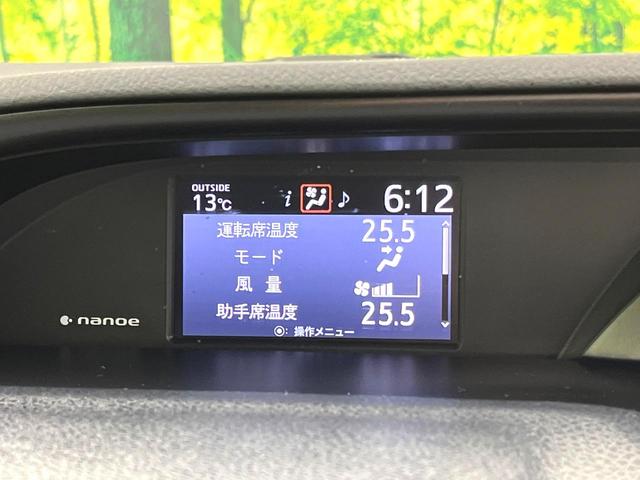 OUTSIDE
13℃
i
6:12
運転席温度 25.5
モード
風量
助手席温度 25.5
◉: 操作メニュー
nanoe